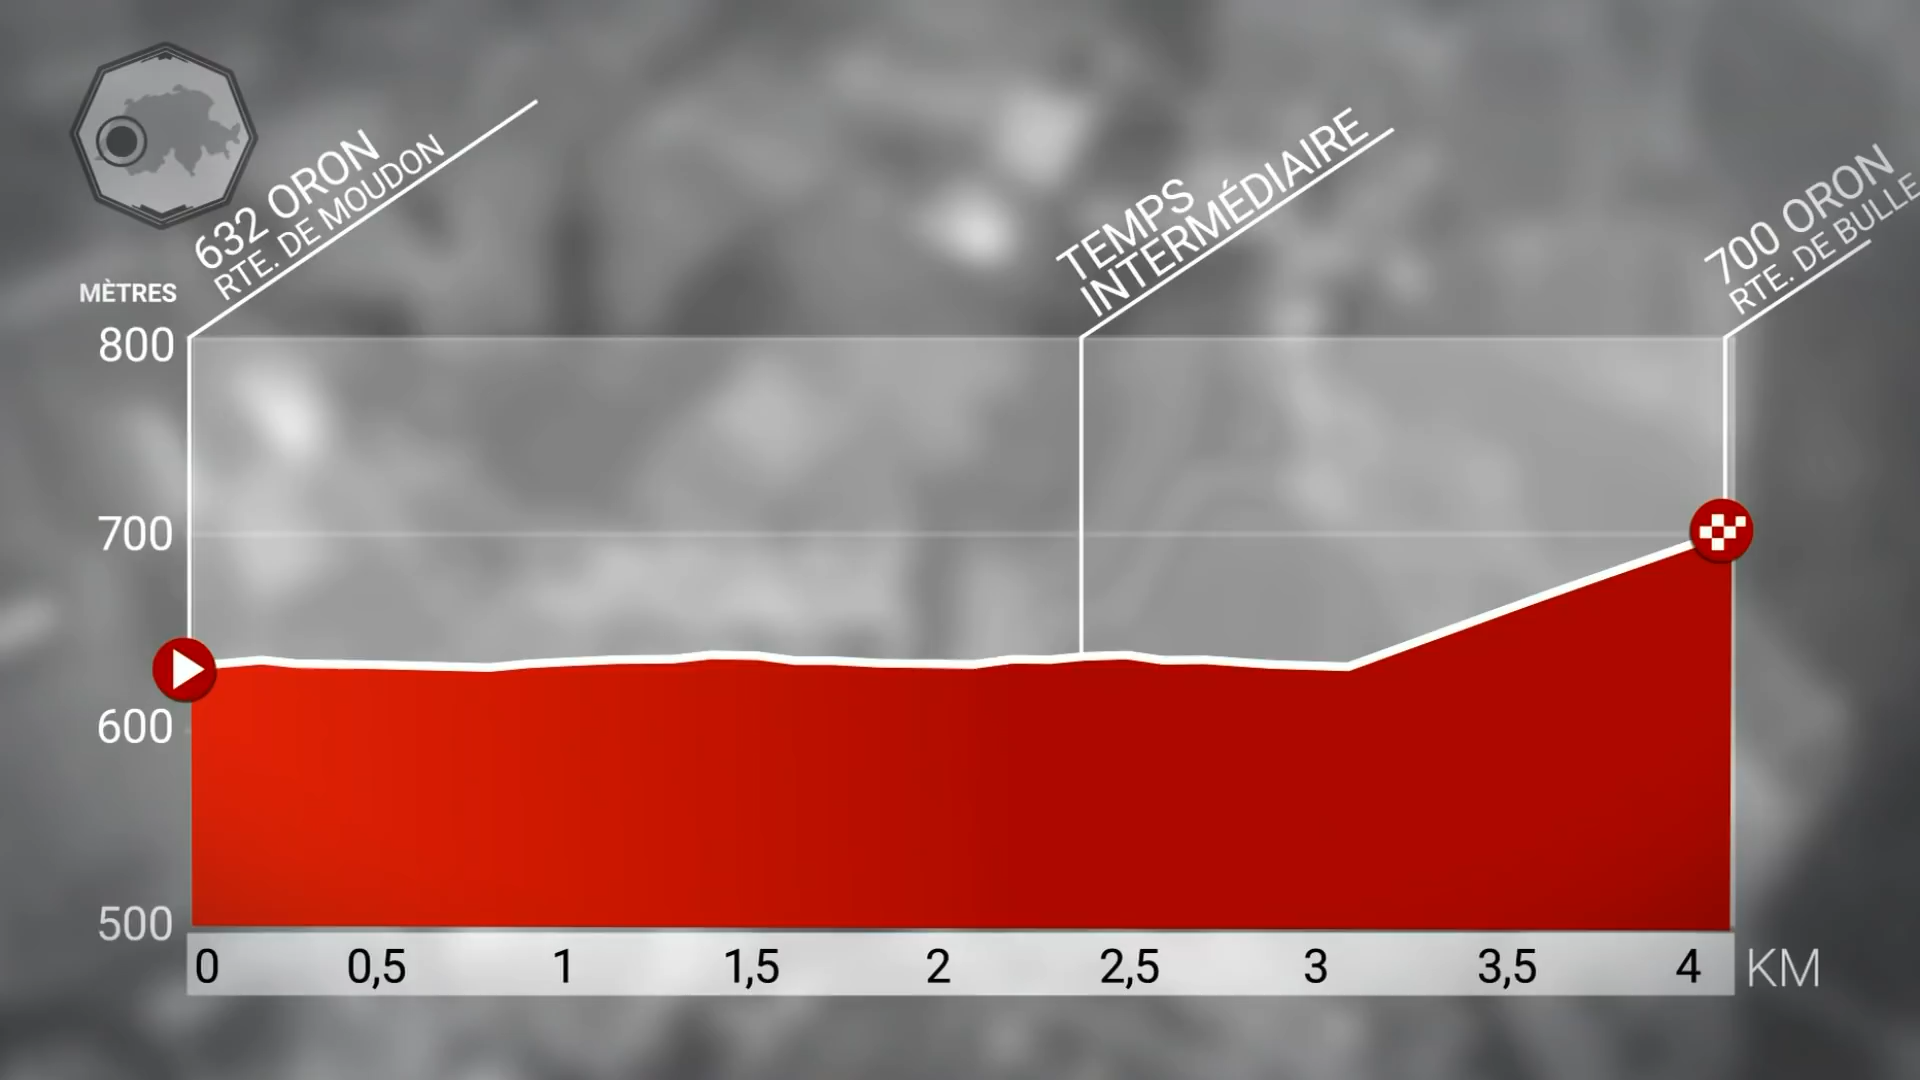 632 ORON
RTE. DE MOUDON
TEMPS
INTERMÉDIAIRE
700 ORON
RTE. DE BULLE
MÈTRES
800
700
600
500
0 0,5 1 1,5 2 2,5 3 3,5 4 KM